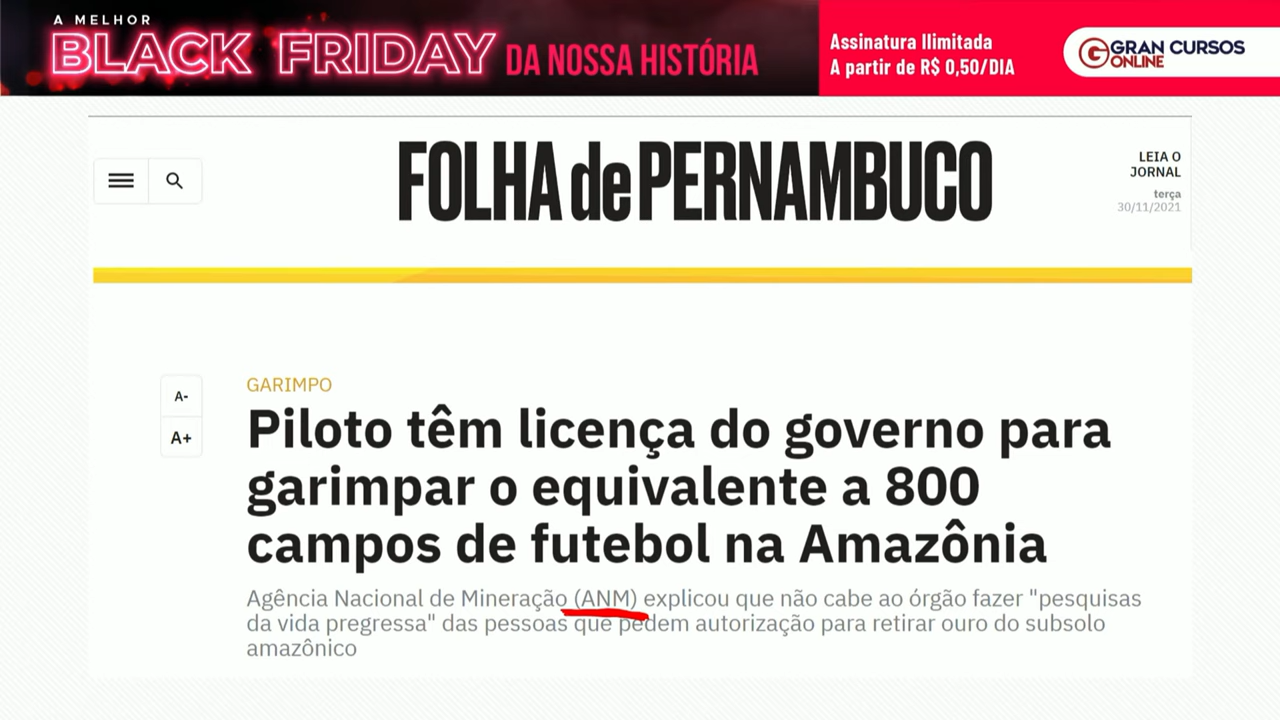 A MELHOR
BLACK FRIDAY DA NOSSA HISTÓRIA
Assinatura Ilimitada
A partir de R$ 0,50/DIA
GRAN CURSOS
ONLINE
FOLHA de PERNAMBUCO
LEIA O
JORNAL
terça
30/11/2021
GARIMPO
A-
A+
Piloto têm licença do governo para
garimpar o equivalente a 800
campos de futebol na Amazônia
Agência Nacional de Mineração (ANM) explicou que não cabe ao órgão fazer "pesquisas
da vida pregressa" das pessoas que pedem autorização para retirar ouro do subsolo
amazônico